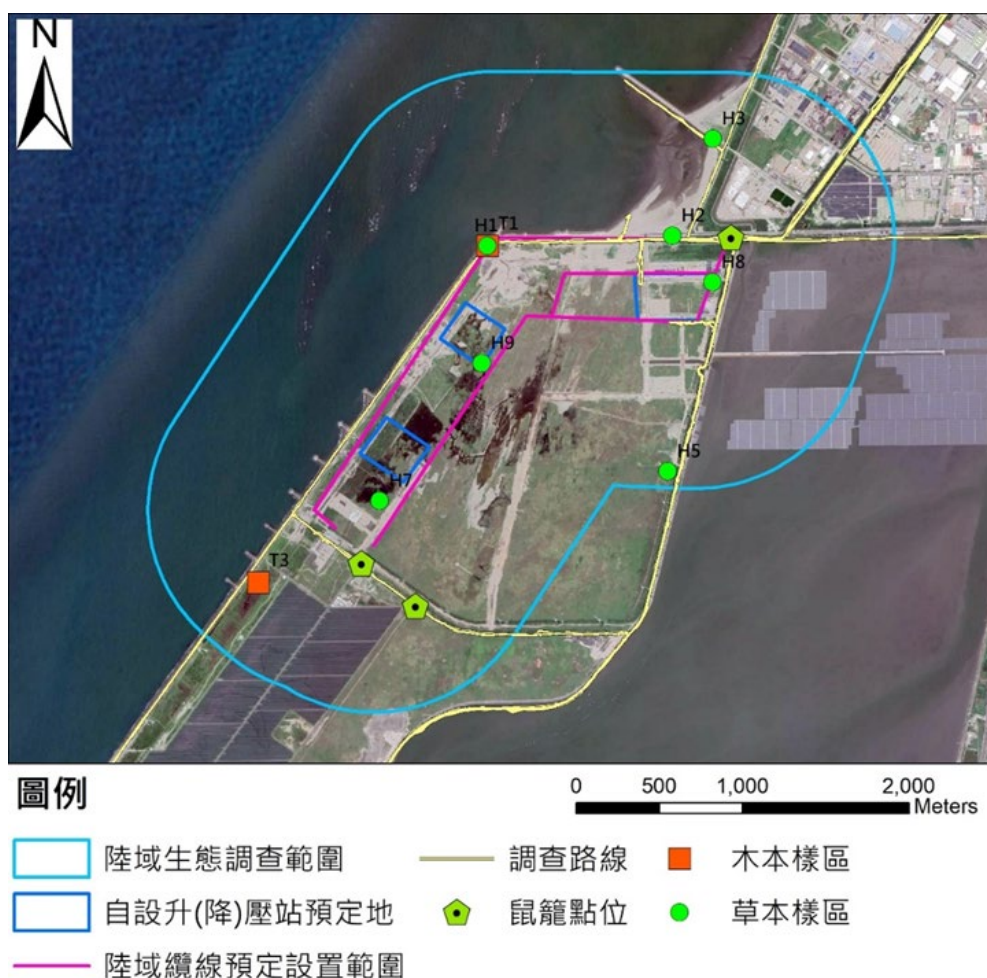 N
H3
H2
H1 T1
H8
H9
H5
H7
T3
圖例
0 500 1,000 2,000
Meters
陸域生態調查範圍 調查路線 木本樣區
自設升(降)壓站預定地 鼠籠點位 草本樣區
陸域纜線預定設置範圍